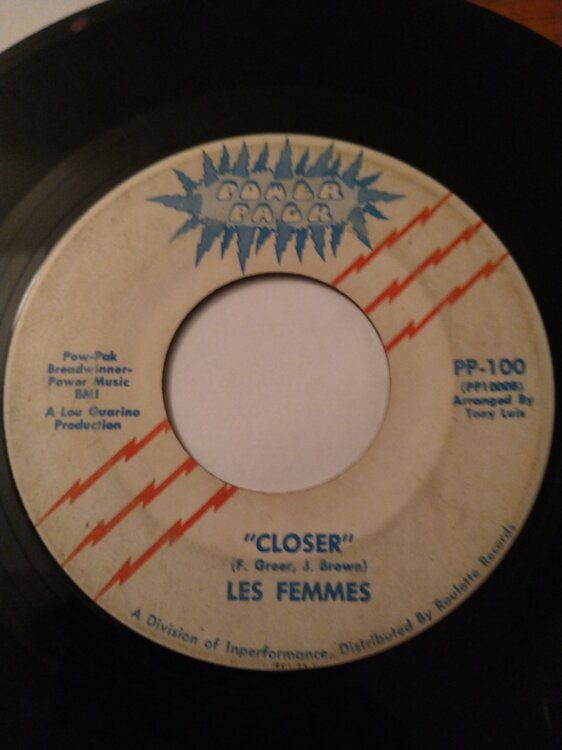 POWER
PACK
Pow-Pak
Breadwinner-
Power Music
BMI
A Lou Guarino
Production
PP-100
(PP1000B)
Arranged By
Tony Luis
"CLOSER"
(F. Greer, J. Brown)
LES FEMMES
A Division of Inperformance, Distributed By Roulette Records